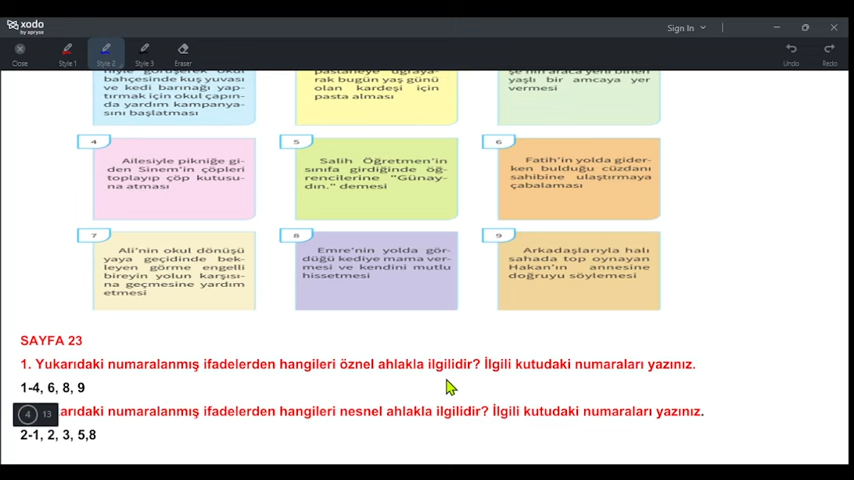 xodo
by apryse
Sign In
Close
Style 1
Style 2
Style 3
Eraser
Undo
Redo
bahçesinde kuş yuvası
ve kedi barınağı yap-
tırmak için okul çapın-
da yardım kampanya-
sını başlatması
pastaneye uğraya-
rak bugün yaş günü
olan kardeşi için
pasta alması
yaşlı bir amcaya yer
vermesi
4
Ailesiyle pikniğe gi-
den Sinem'in çöpleri
toplayıp çöp kutusu-
na atması
5
Salih Öğretmen'in
sınıfa girdiğinde öğ-
rencilerine "Günay-
dın." demesi
6
Fatih'in yolda gider-
ken bulduğu cüzdanı
sahibine ulaştırmaya
çabalaması
7
Ali'nin okul dönüşü
yaya geçidinde bek-
leyen görme engelli
bireyin yolun karşısı-
na geçmesine yardım
etmesi
8
Emre'nin yolda gör-
düğü kediye mama ver-
mesi ve kendini mutlu
hissetmesi
9
Arkadaşlarıyla halı
sahada top oynayan
Hakan'ın annesine
doğruyu söylemesi
SAYFA 23
1. Yukarıdaki numaralanmış ifadelerden hangileri öznel ahlakla ilgilidir? İlgili kutudaki numaraları yazınız.
1-4, 6, 8, 9
4 13
arıdaki numaralanmış ifadelerden hangileri nesnel ahlakla ilgilidir? İlgili kutudaki numaraları yazınız.
2-1, 2, 3, 5,8